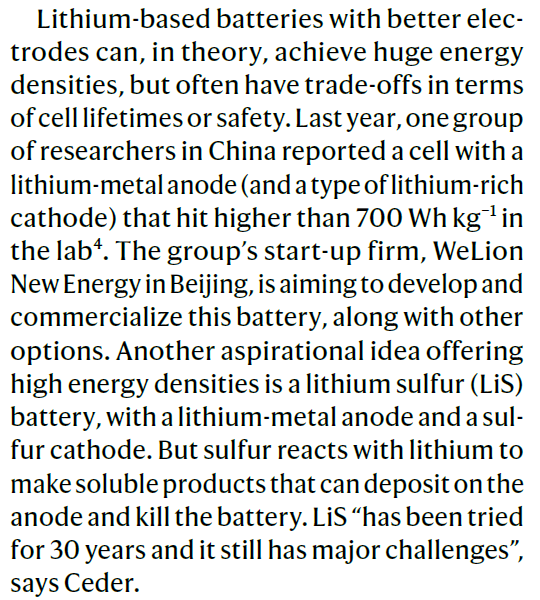 Lithium-based batteries with better elec-
trodes can, in theory, achieve huge energy
densities, but often have trade-offs in terms
of cell lifetimes or safety. Last year, one group
of researchers in China reported a cell with a
lithium-metal anode (and a type of lithium-rich
cathode) that hit higher than 700 Wh kg⁻¹ in
the lab⁴. The group’s start-up firm, WeLion
New Energy in Beijing, is aiming to develop and
commercialize this battery, along with other
options. Another aspirational idea offering
high energy densities is a lithium sulfur (LiS)
battery, with a lithium-metal anode and a sul-
fur cathode. But sulfur reacts with lithium to
make soluble products that can deposit on the
anode and kill the battery. LiS “has been tried
for 30 years and it still has major challenges”,
says Ceder.